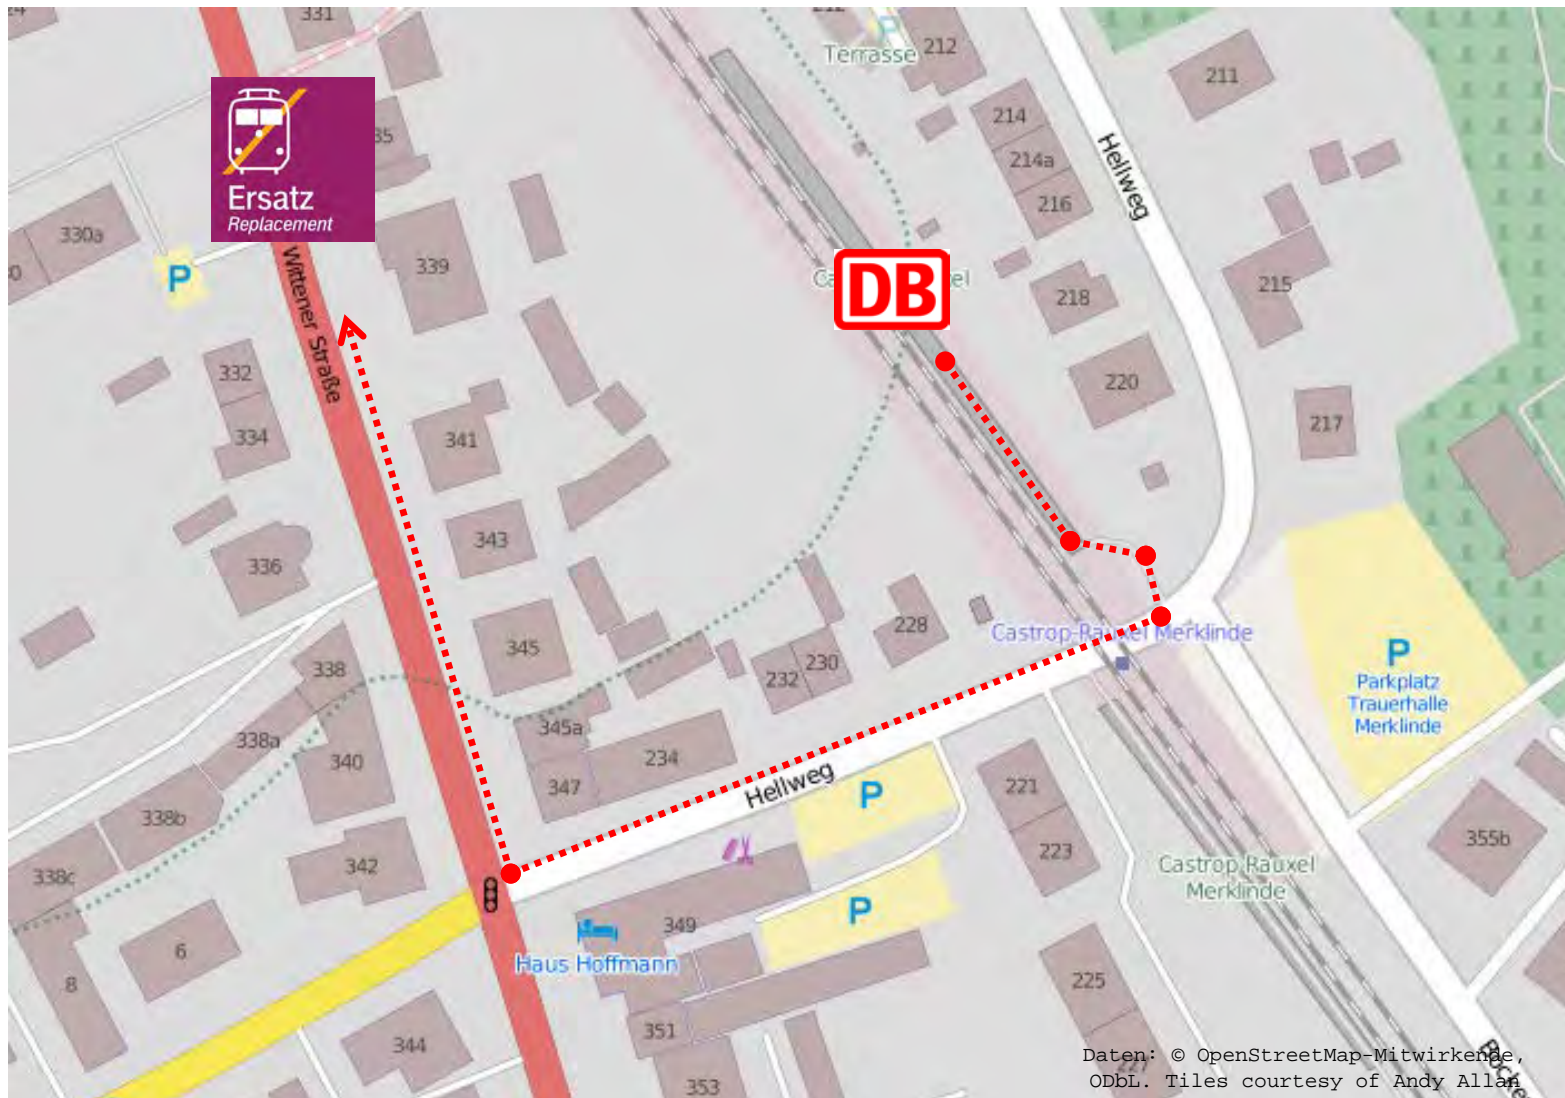 331
212
Terrasse
212
211
35
214
214a
Hellweg
Ersatz
Replacement
216
330a
P
339
Wittener Straße
DB
218
215
332
220
334
341
217
343
336
345
228
Castrop-Rauxel Merklinde
P
Parkplatz
Trauerhalle
Merklinde
338
232
230
338a
345a
340
234
347
Hellweg
P
221
338b
223
355b
342
338c
Castrop Rauxel
Merklinde
P
349
6
Haus Hoffmann
8
225
351
344
227
353
Daten: © OpenStreetMap-Mitwirkende,
ODbL. Tiles courtesy of Andy Allan